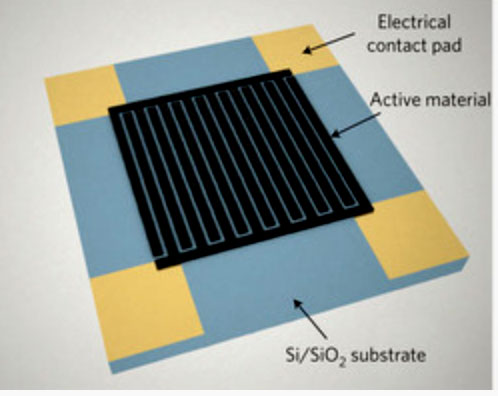 Electrical
contact pad
Active material
Si/SiO₂ substrate